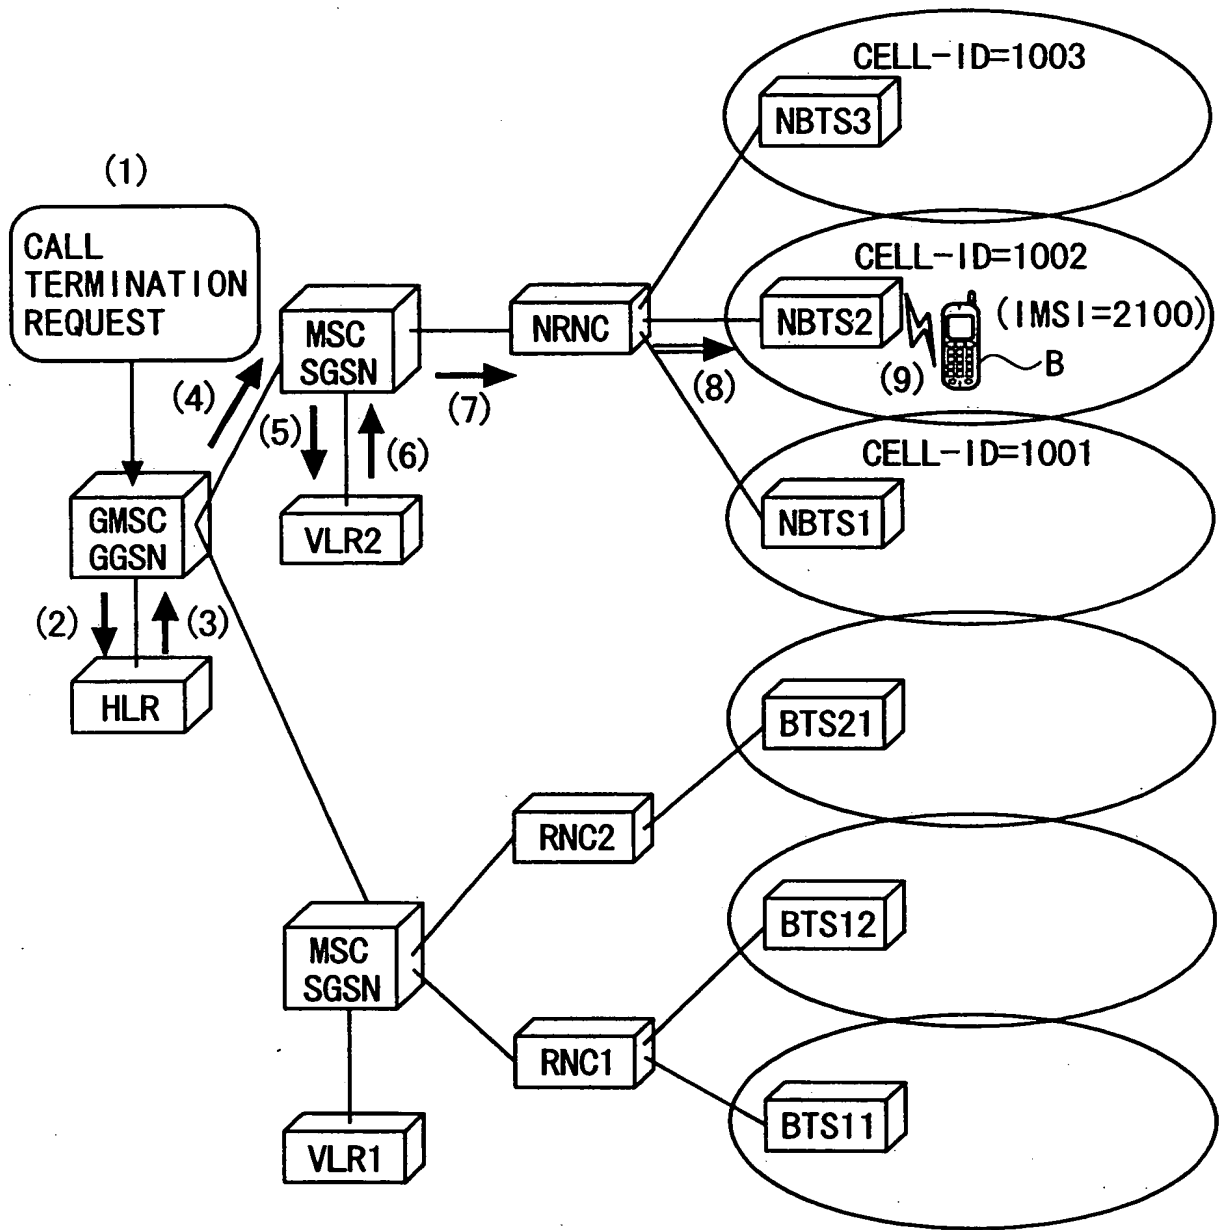 CELL-ID=1003
NBTS3
(1)
CALL
TERMINATION
REQUEST
CELL-ID=1002
MSC
SGSN
NRNC
NBTS2
(IMSI=2100)
B
(4)
(5)
(6)
(7)
(8)
(9)
CELL-ID=1001
GMSC
GGSN
VLR2
NBTS1
(2)
(3)
HLR
BTS21
RNC2
BTS12
MSC
SGSN
RNC1
BTS11
VLR1